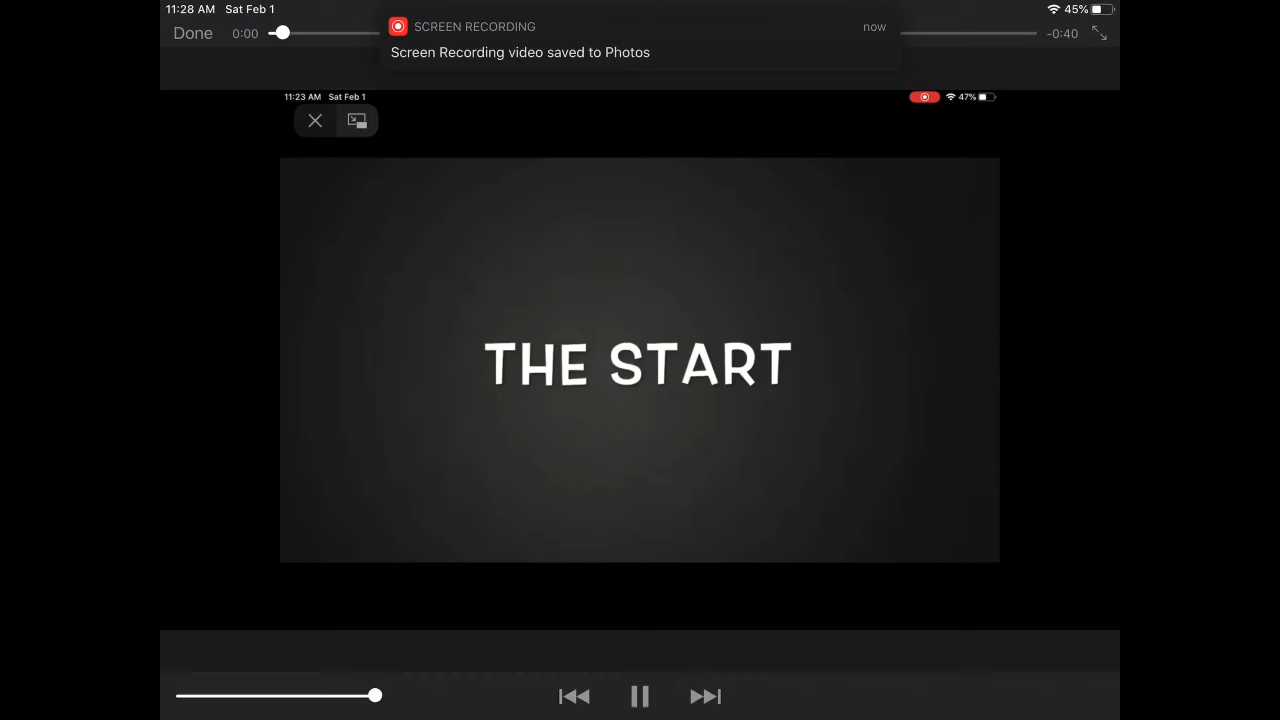 11:28 AM Sat Feb 1
45%
Done 0:00
-0:40
SCREEN RECORDING now
Screen Recording video saved to Photos
11:23 AM Sat Feb 1
47%
THE START